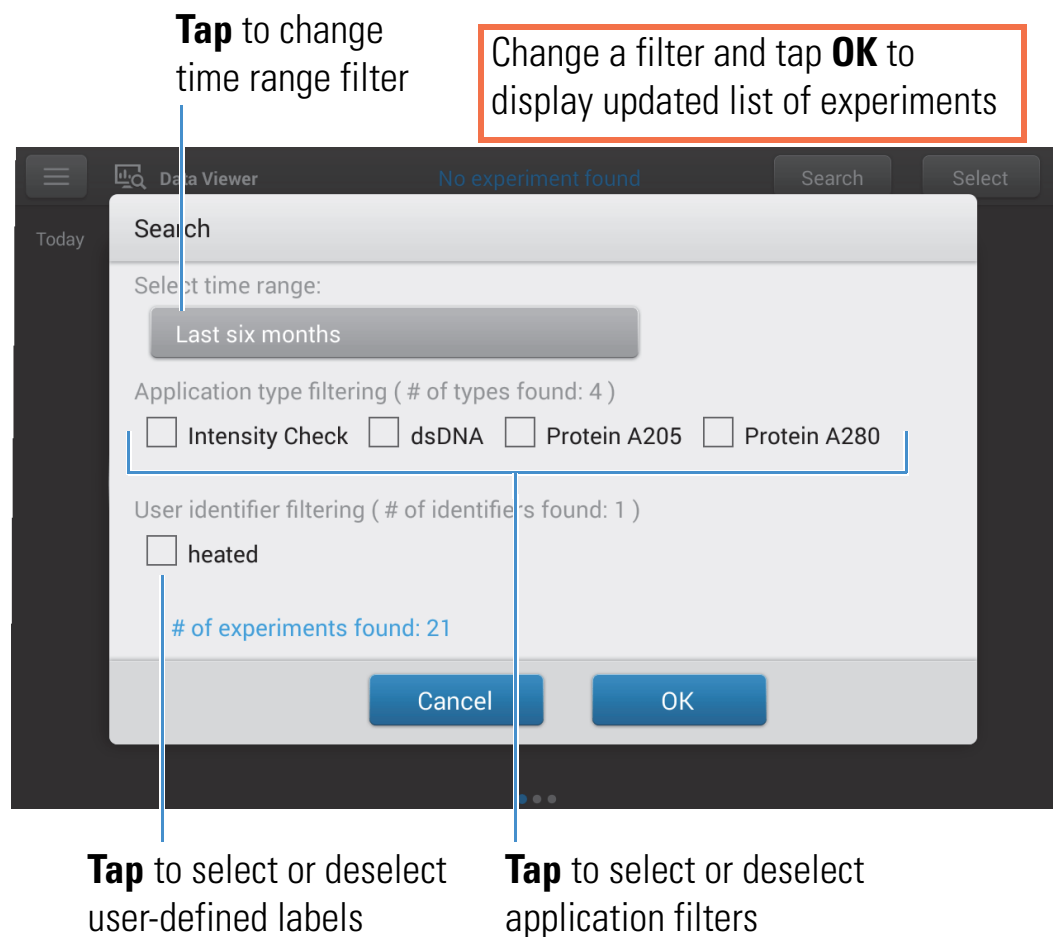 Tap to change
time range filter
Change a filter and tap OK to
display updated list of experiments
Data Viewer
No experiment found
Search
Select
Today
Search
Select time range:
Last six months
Application type filtering ( # of types found: 4 )
Intensity Check
dsDNA
Protein A205
Protein A280
User identifier filtering ( # of identifiers found: 1 )
heated
# of experiments found: 21
Cancel
OK
Tap to select or deselect
user-defined labels
Tap to select or deselect
application filters